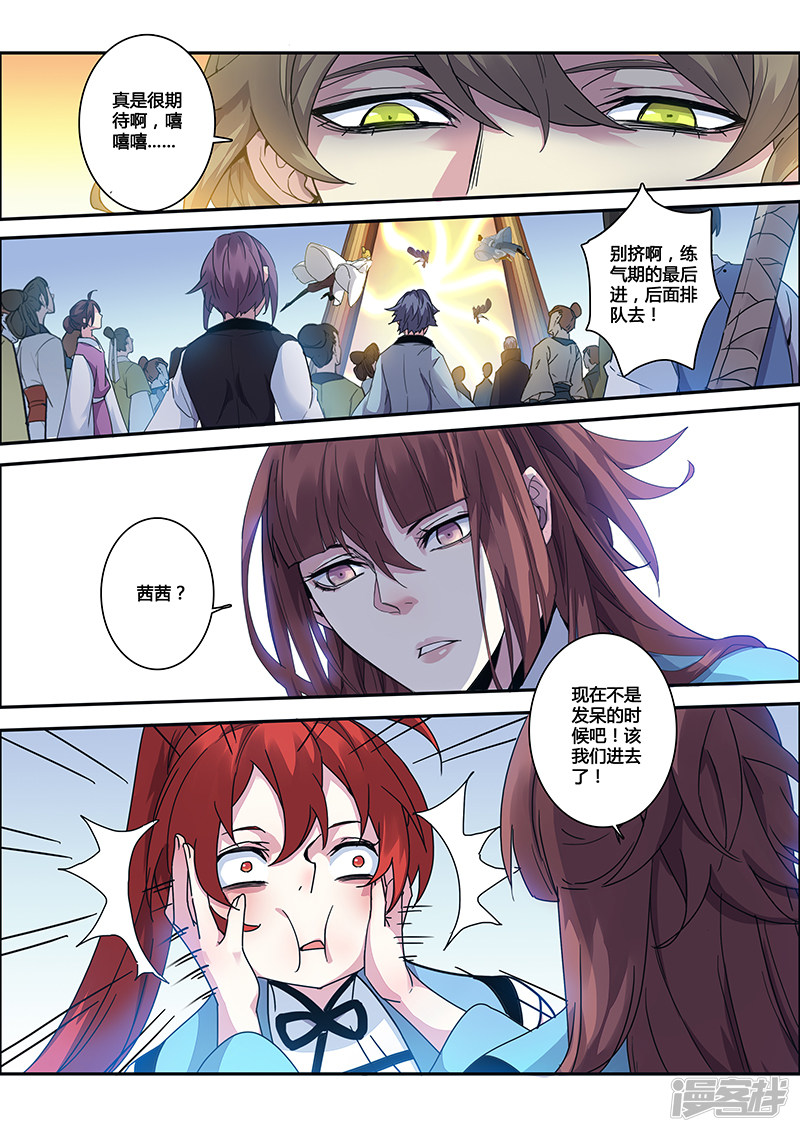 真是很期
待啊，嘻
嘻嘻……
别挤啊，练
气期的最后
进，后面排
队去！
茜茜？
现在不是
发呆的时
候吧！该
我们进去
了！
漫客栈